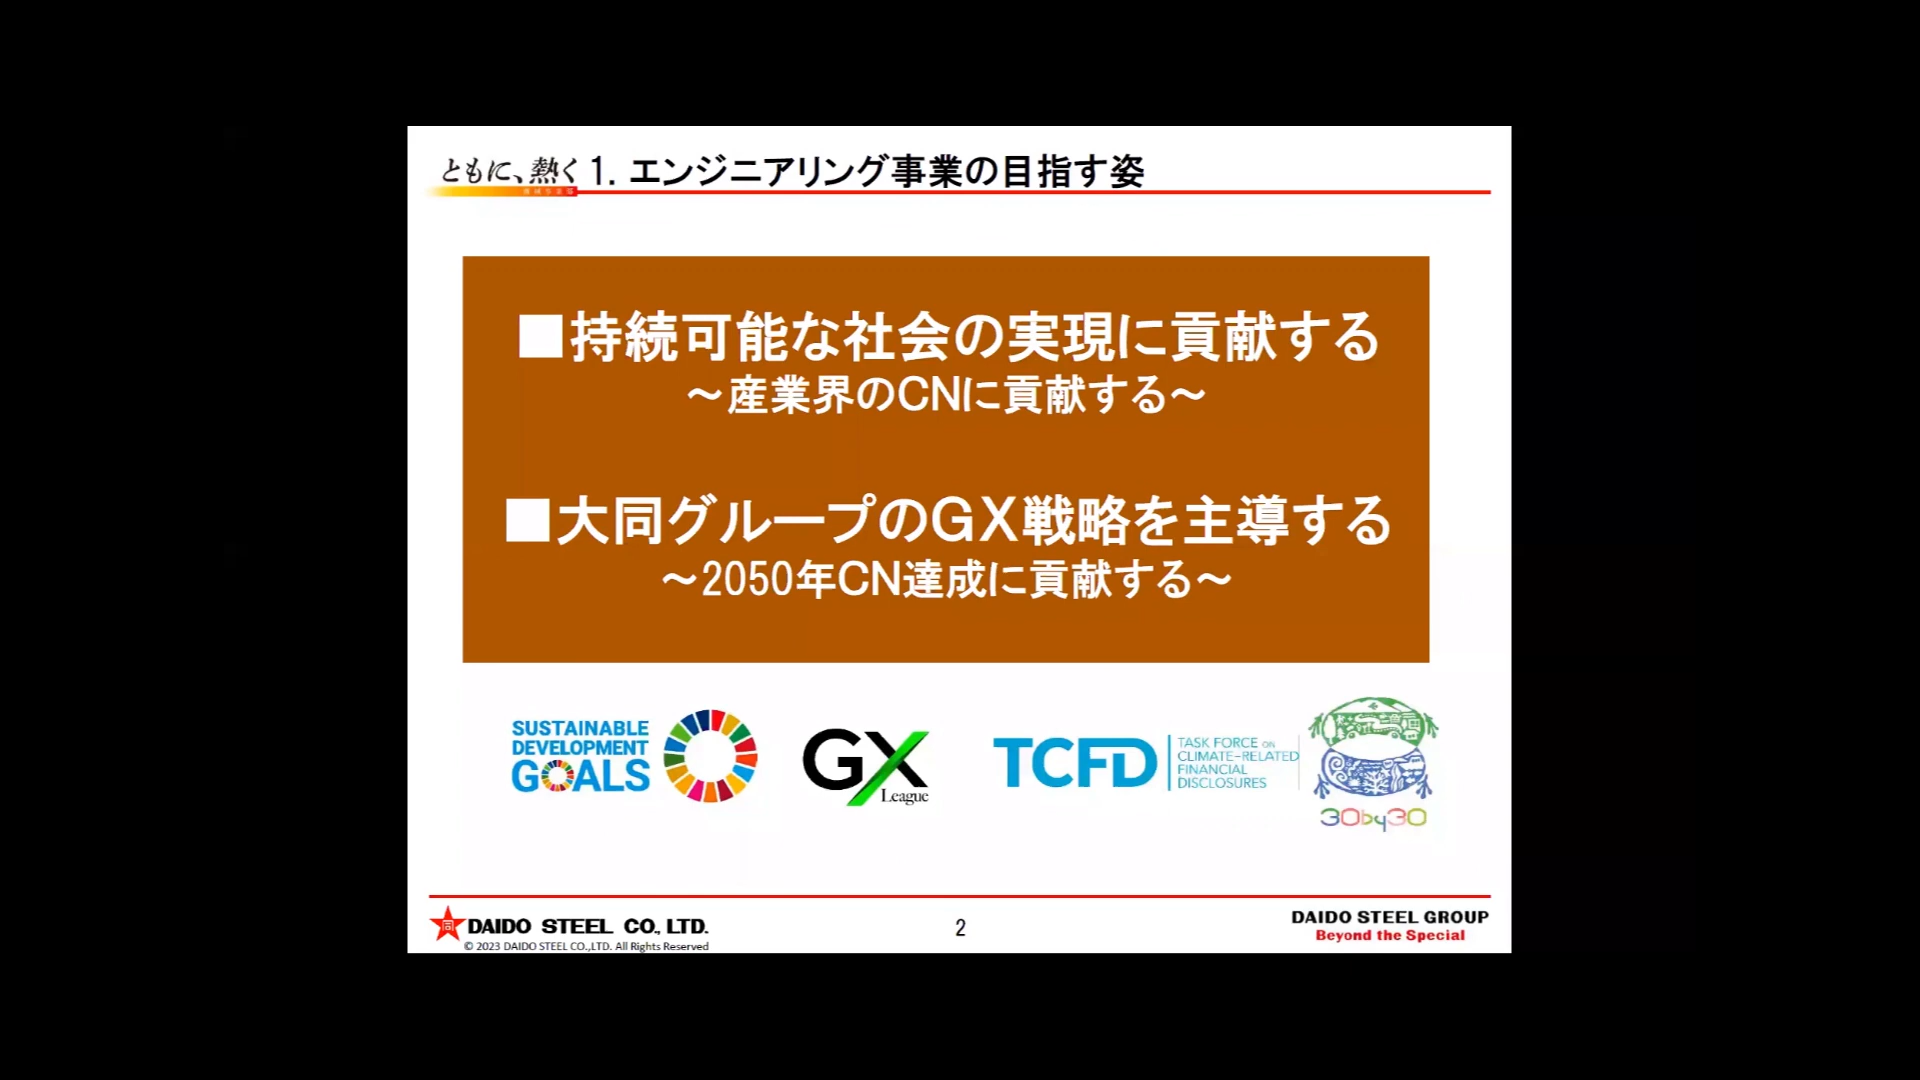 ともに、熱く 1. エンジニアリング事業の目指す姿
■持続可能な社会の実現に貢献する
～産業界のCNに貢献する～
■大同グループのGX戦略を主導する
～2050年CN達成に貢献する～
SUSTAINABLE
DEVELOPMENT
GOALS
GX
League
TCFD
TASK FORCE ON
CLIMATE-RELATED
FINANCIAL
DISCLOSURES
30by30
同 DAIDO STEEL CO., LTD.
© 2023 DAIDO STEEL CO.,LTD. All Rights Reserved
2
DAIDO STEEL GROUP
Beyond the Special